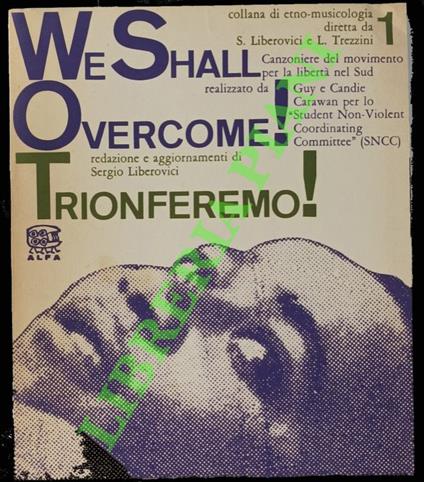 collana di etno-musicologia
diretta da
S. Liberovici e L. Trezzini
1
WE SHALL
OVERCOME!
Canzoniere del movimento
per la libertà nel Sud
realizzato da Guy e Candie
Carawan per lo
"Student Non-Violent
Coordinating
Committee" (SNCC)
redazione e aggiornamenti di
Sergio Liberovici
TRIONFEREMO!
ALFA
LIBRERIA PIANI